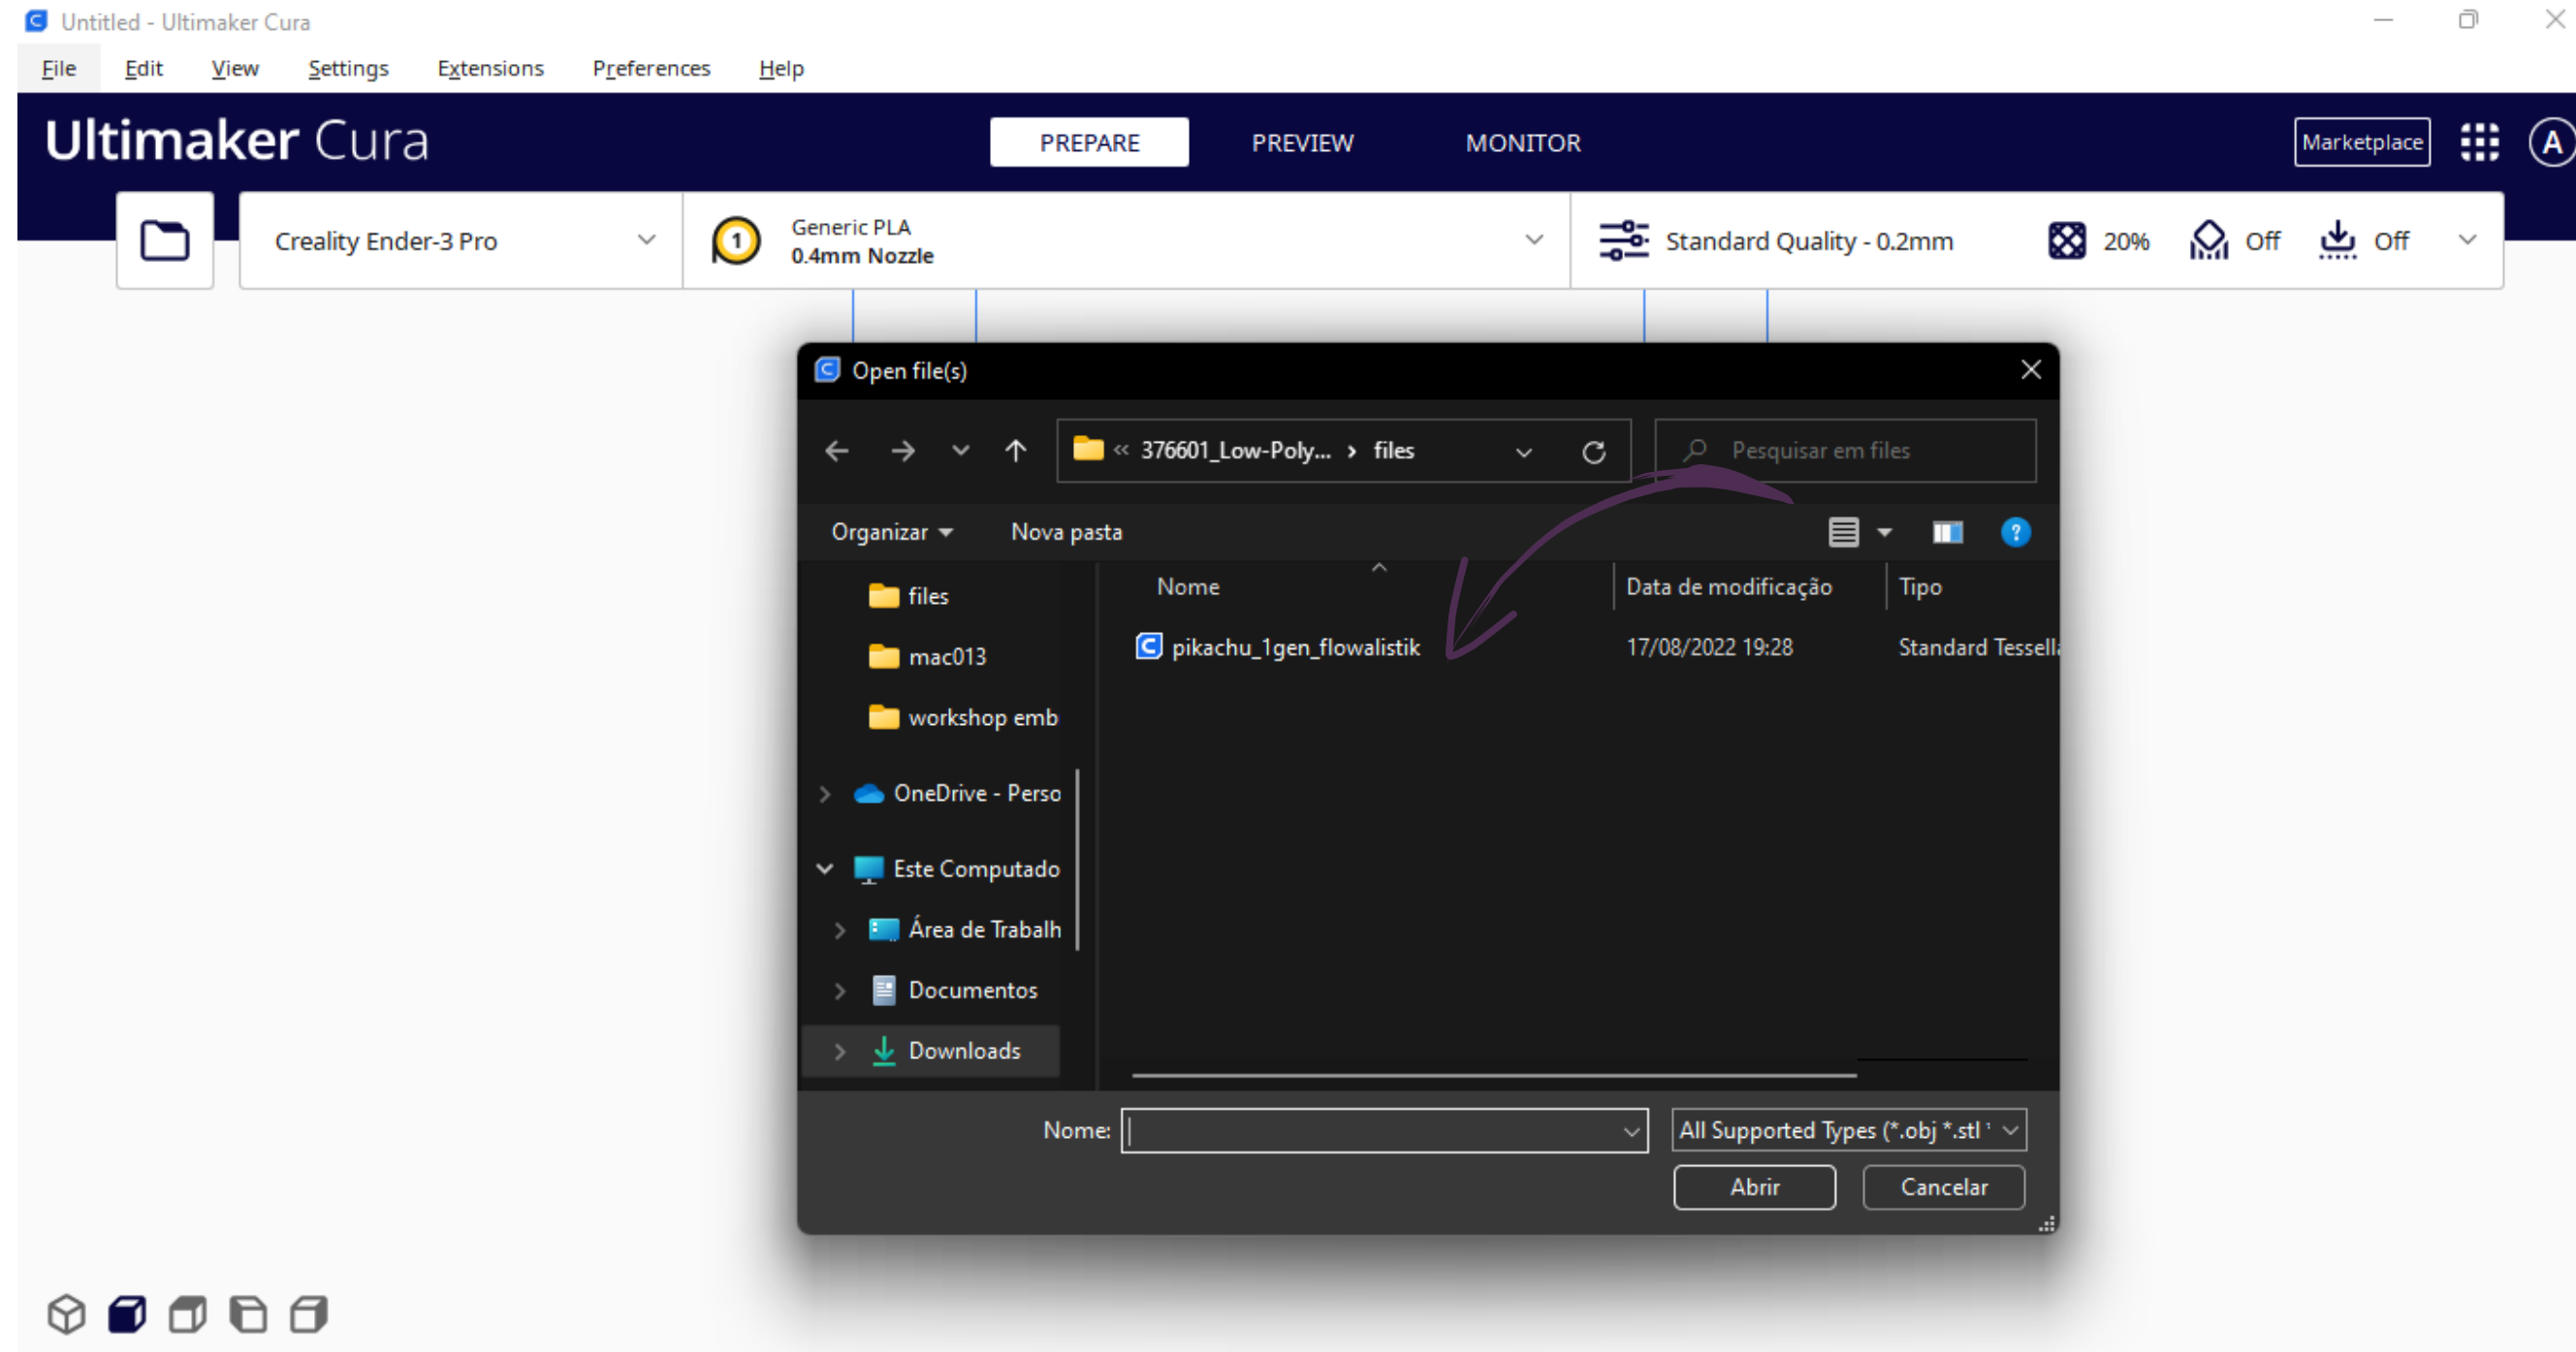 Untitled - Ultimaker Cura
File Edit View Settings Extensions Preferences Help
Ultimaker Cura PREPARE PREVIEW MONITOR Marketplace A
Creality Ender-3 Pro 1 Generic PLA
0.4mm Nozzle
Standard Quality - 0.2mm 20% Off Off
Open file(s)
« 376601_Low-Poly... › files Pesquisar em files
Organizar Nova pasta ?
Nome Data de modificação Tipo
pikachu_1gen_flowalistik 17/08/2022 19:28 Standard Tessella
files
mac013
workshop emb
OneDrive - Perso
Este Computado
Área de Trabalh
Documentos
Downloads
Nome: All Supported Types (*.obj *.stl *
Abrir Cancelar